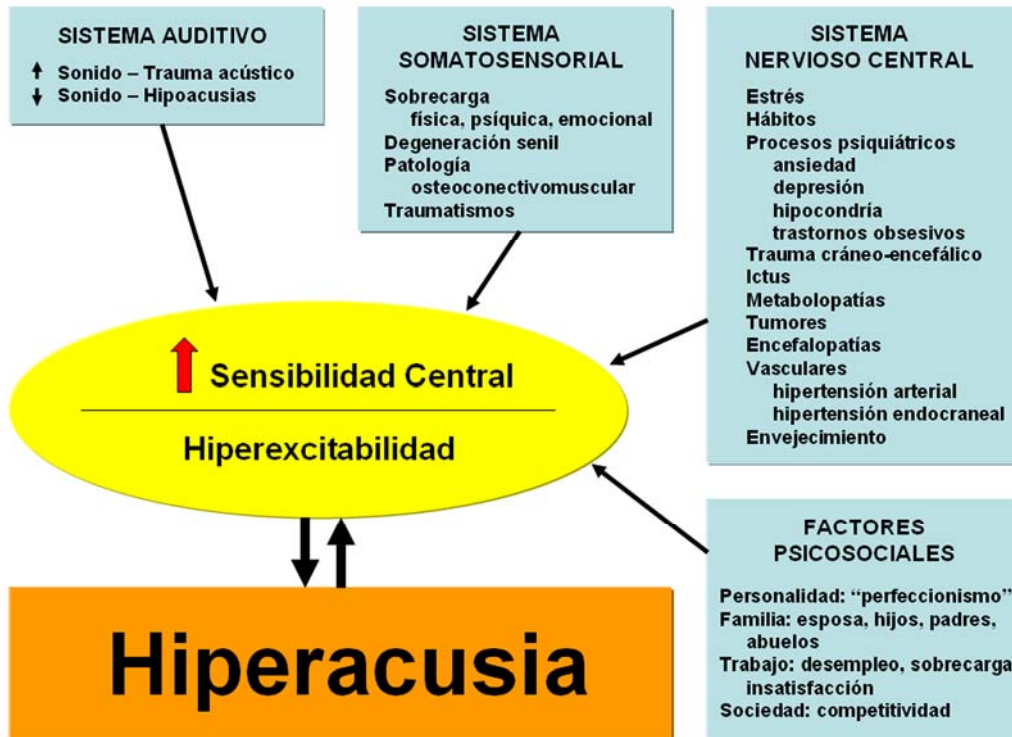 SISTEMA AUDITIVO
↑ Sonido – Trauma acústico
↓ Sonido – Hipoacusias
SISTEMA
SOMATOSENSORIAL
Sobrecarga
física, psíquica, emocional
Degeneración senil
Patología
osteoconectivomuscular
Traumatismos
SISTEMA
NERVIOSO CENTRAL
Estrés
Hábitos
Procesos psiquiátricos
ansiedad
depresión
hipocondría
trastornos obsesivos
Trauma cráneo-encefálico
Ictus
Metabolopatías
Tumores
Encefalopatías
Vasculares
hipertensión arterial
hipertensión endocraneal
Envejecimiento
Sensibilidad Central
Hiperexcitabilidad
FACTORES
PSICOSOCIALES
Personalidad: “perfeccionismo”
Familia: esposa, hijos, padres,
abuelos
Trabajo: desempleo, sobrecarga
insatisfacción
Sociedad: competitividad
Hiperacusia